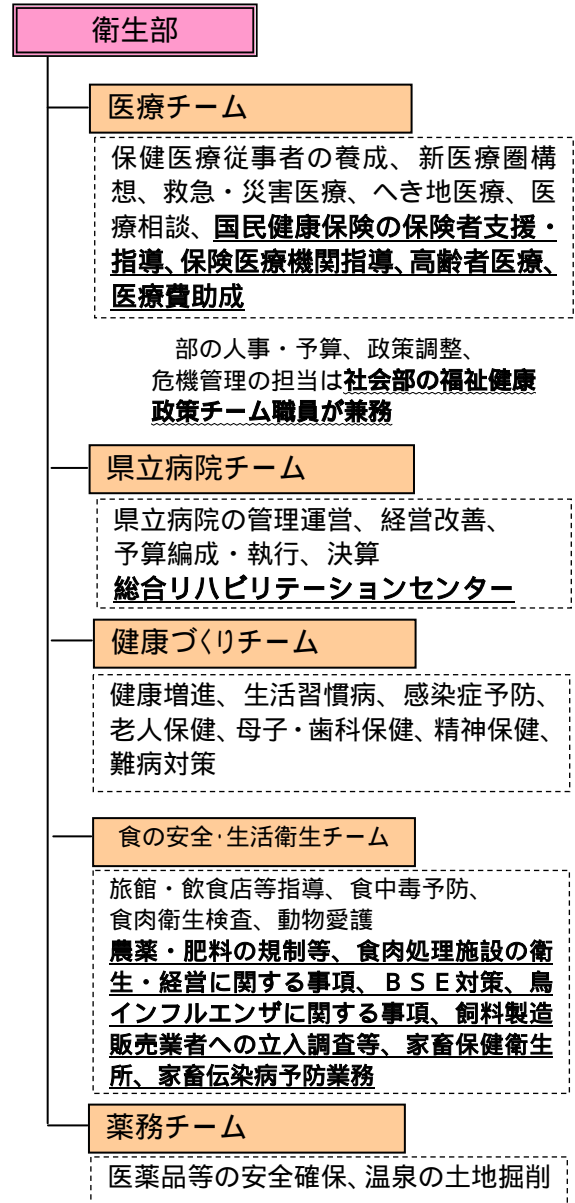 衛生部
医療チーム
保健医療従事者の養成、新医療圏構
想、救急・災害医療、へき地医療、医
療相談、国民健康保険の保険者支援・
指導、保険医療機関指導、高齢者医療、
医療費助成
部の人事・予算、政策調整、
危機管理の担当は社会部の福祉健康
政策チーム職員が兼務
県立病院チーム
県立病院の管理運営、経営改善、
予算編成・執行、決算
総合リハビリテーションセンター
健康づくりチーム
健康増進、生活習慣病、感染症予防、
老人保健、母子・歯科保健、精神保健、
難病対策
食の安全・生活衛生チーム
旅館・飲食店等指導、食中毒予防、
食肉衛生検査、動物愛護
農薬・肥料の規制等、食肉処理施設の衛
生・経営に関する事項、ＢＳＥ対策、鳥
インフルエンザに関する事項、飼料製造
販売業者への立入調査等、家畜保健衛生
所、家畜伝染病予防業務
薬務チーム
医薬品等の安全確保、温泉の土地掘削